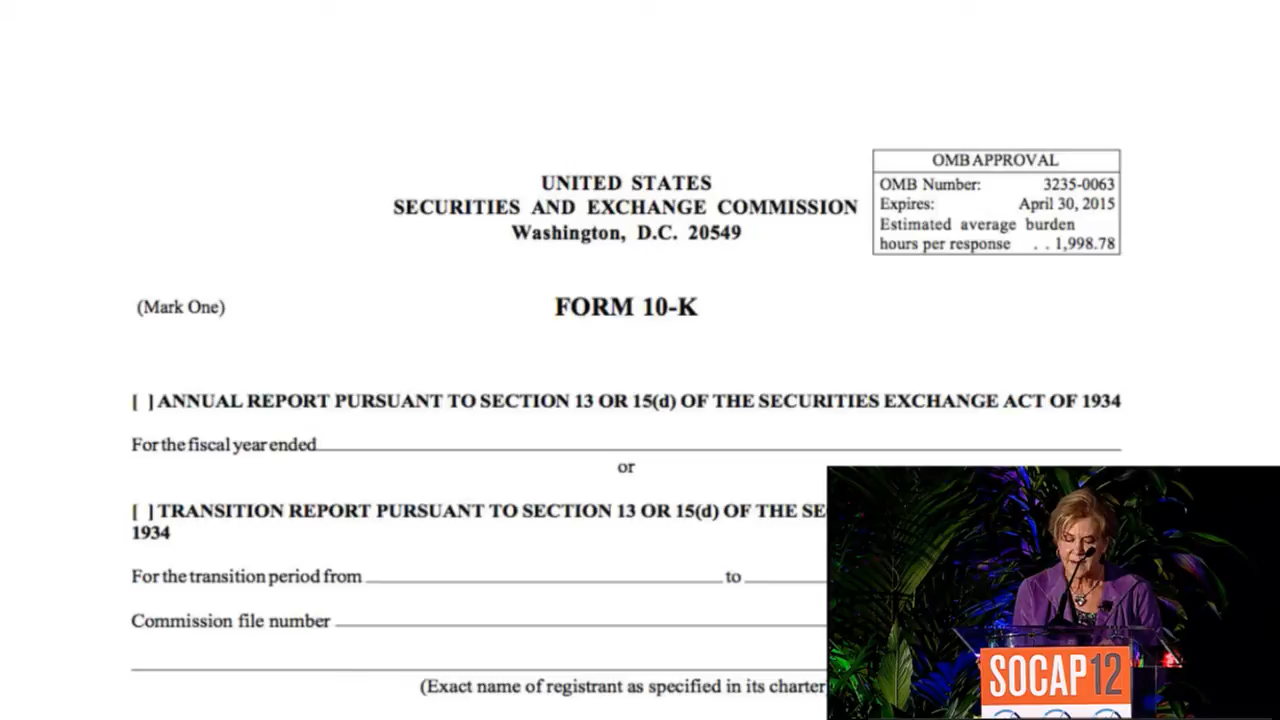 OMB APPROVAL
UNITED STATES
OMB Number: 3235-0063
SECURITIES AND EXCHANGE COMMISSION
Expires: April 30, 2015
Washington, D.C. 20549
Estimated average burden
hours per response . . 1,998.78
(Mark One)
FORM 10-K
[ ] ANNUAL REPORT PURSUANT TO SECTION 13 OR 15(d) OF THE SECURITIES EXCHANGE ACT OF 1934
For the fiscal year ended
or
[ ] TRANSITION REPORT PURSUANT TO SECTION 13 OR 15(d) OF THE SE
1934
For the transition period from to
Commission file number
(Exact name of registrant as specified in its charter
SOCAP12